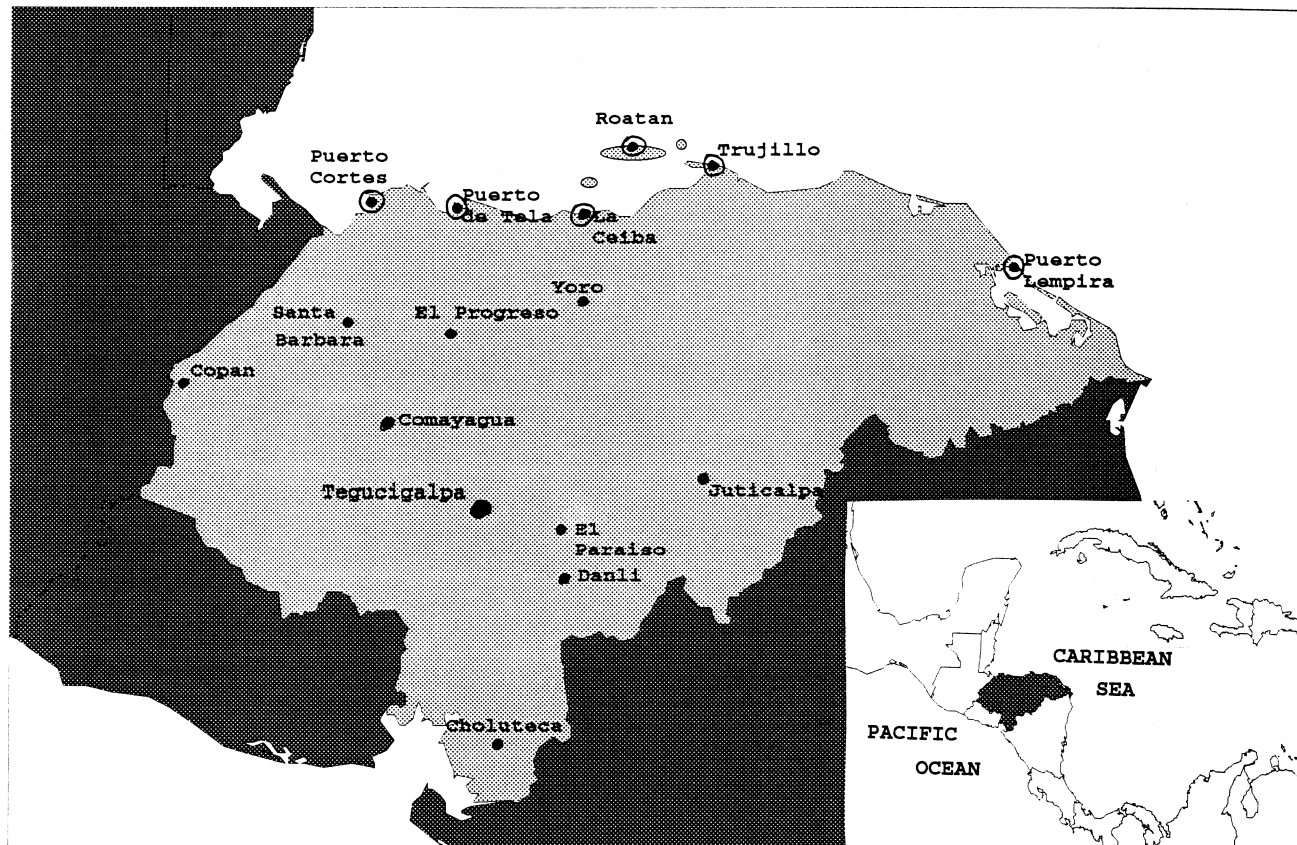 Roatan
Trujillo
Puerto
Cortes
Puerto
de Tela
La
Ceiba
Puerto
Lempira
Yoro
Santa
Barbara
El Progreso
Copan
Comayagua
Tegucigalpa
Juticalpa
El
Paraiso
Danli
Choluteca
CARIBBEAN
SEA
PACIFIC
OCEAN